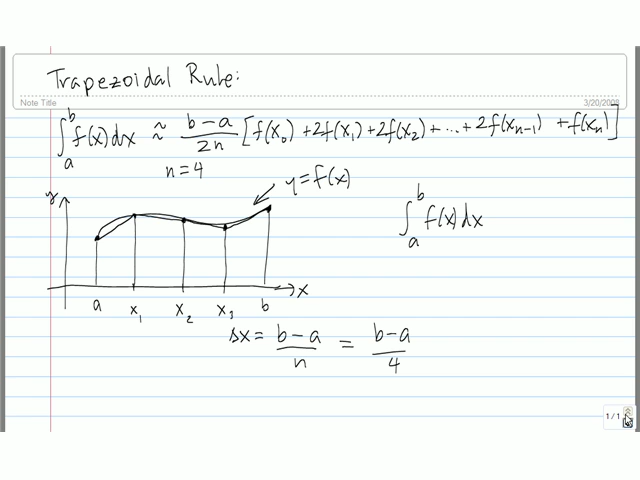 Trapezoidal Rule:
Note Title
3/20/2008
∫_a^b f(x)dx ≈ (b-a)/(2n) [f(x₀)+2f(x₁)+2f(x₂)+...+2f(xₙ₋₁)+f(xₙ)]
n=4
y=f(x)
y
∫_a^b f(x)dx
x
a x₁ x₂ x₃ b
Δx = (b-a)/n = (b-a)/4
1/1